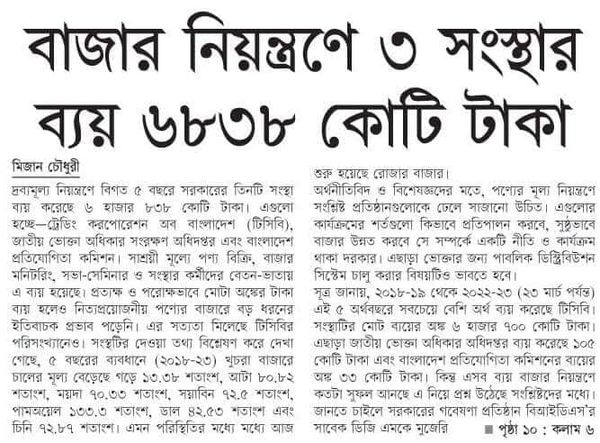 বাজার নিয়ন্ত্রণে ৩ সংস্থার
ব্যয় ৬৮৩৮ কোটি টাকা
মিজান চৌধুরী
দ্রব্যমূল্য নিয়ন্ত্রণে বিগত ৫ বছরে সরকারের তিনটি সংস্থা
ব্যয় করেছে ৬ হাজার ৮৩৮ কোটি টাকা। এগুলো
হচ্ছে—ট্রেডিং করপোরেশন অব বাংলাদেশ (টিসিবি),
জাতীয় ভোক্তা অধিকার সংরক্ষণ অধিদপ্তর এবং বাংলাদেশ
প্রতিযোগিতা কমিশন। সাশ্রয়ী মূল্যে পণ্য বিক্রি, বাজার
মনিটরিং, সভা-সেমিনার ও সংস্থার কর্মীদের বেতন-ভাতায়
এ ব্যয় হয়েছে। প্রত্যক্ষ ও পরোক্ষভাবে মোটা অঙ্কের টাকা
ব্যয় হলেও নিত্যপ্রয়োজনীয় পণ্যের বাজারে বড় ধরনের
ইতিবাচক প্রভাব পড়েনি। এর সত্যতা মিলেছে টিসিবির
পরিসংখ্যানেও। সংস্থাটির দেওয়া তথ্য বিশ্লেষণ করে দেখা
গেছে, ৫ বছরের ব্যবধানে (২০১৮-২৩) খুচরা বাজারে
চালের মূল্য বেড়েছে গড়ে ১৩.৩৮ শতাংশ, আটা ৮০.৮২
শতাংশ, ময়দা ৭০.৩৩ শতাংশ, সয়াবিন ৭২.৫ শতাংশ,
পামঅয়েল ১৩৩.৩ শতাংশ, ডাল ৪২.৫৩ শতাংশ এবং
চিনি ৭২.৮৭ শতাংশ। এমন পরিস্থিতির মধ্যে মধ্যে আজ
শুরু হয়েছে রোজার বাজার।
অর্থনীতিবিদ ও বিশেষজ্ঞদের মতে, পণ্যের মূল্য নিয়ন্ত্রণে
সংশ্লিষ্ট প্রতিষ্ঠানগুলোকে ঢেলে সাজানো উচিত। এগুলোর
কার্যক্রমের শর্তগুলো কিভাবে প্রতিপালন করবে, সুষ্ঠুভাবে
বাজার উন্নত করবে সে সম্পর্কে একটি নীতি ও কার্যক্রম
থাকা দরকার। এছাড়া ভোক্তার জন্য পাবলিক ডিস্ট্রিবিউশন
সিস্টেম চালু করার বিষয়টিও ভাবতে হবে।
সূত্র জানায়, ২০১৮-১৯ থেকে ২০২২-২৩ (২৩ মার্চ পর্যন্ত)
এই ৫ অর্থবছরে সবচেয়ে বেশি অর্থ ব্যয় করেছে টিসিবি।
সংস্থাটির মোট ব্যয়ের অঙ্ক ৬ হাজার ৭০০ কোটি টাকা।
এছাড়া জাতীয় ভোক্তা অধিকার অধিদপ্তর ব্যয় করেছে ১০৫
কোটি টাকা এবং বাংলাদেশ প্রতিযোগিতা কমিশনের ব্যয়ের
অঙ্ক ৩৩ কোটি টাকা। কিন্তু এসব ব্যয় বাজার নিয়ন্ত্রণে
কতটা সুফল আনছে এ নিয়ে প্রশ্ন উঠেছে সংশ্লিষ্টদের মধ্যে।
জানতে চাইলে সরকারের গবেষণা প্রতিষ্ঠান বিআইডিএস'র
সাবেক ডিজি এমকে মুজেরি ■ পৃষ্ঠা ১০ : কলাম ৬